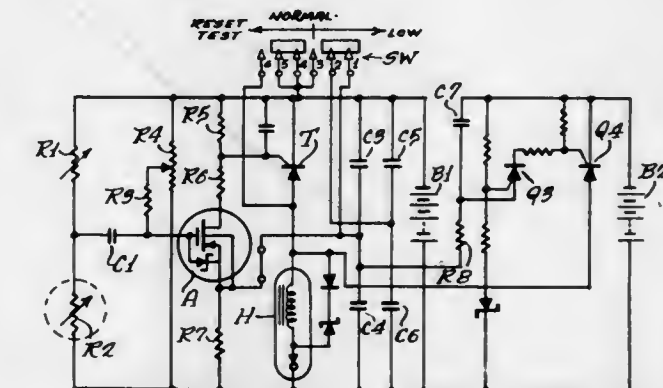 RESET NORMAL. LOW
TEST
6 5 4 3 2 1 SW
R1 R4 R5 T C3 C5 B1 C7 Q3 Q4 B2
R3 R6
C1 A R8
R2 R7 H C4 C6